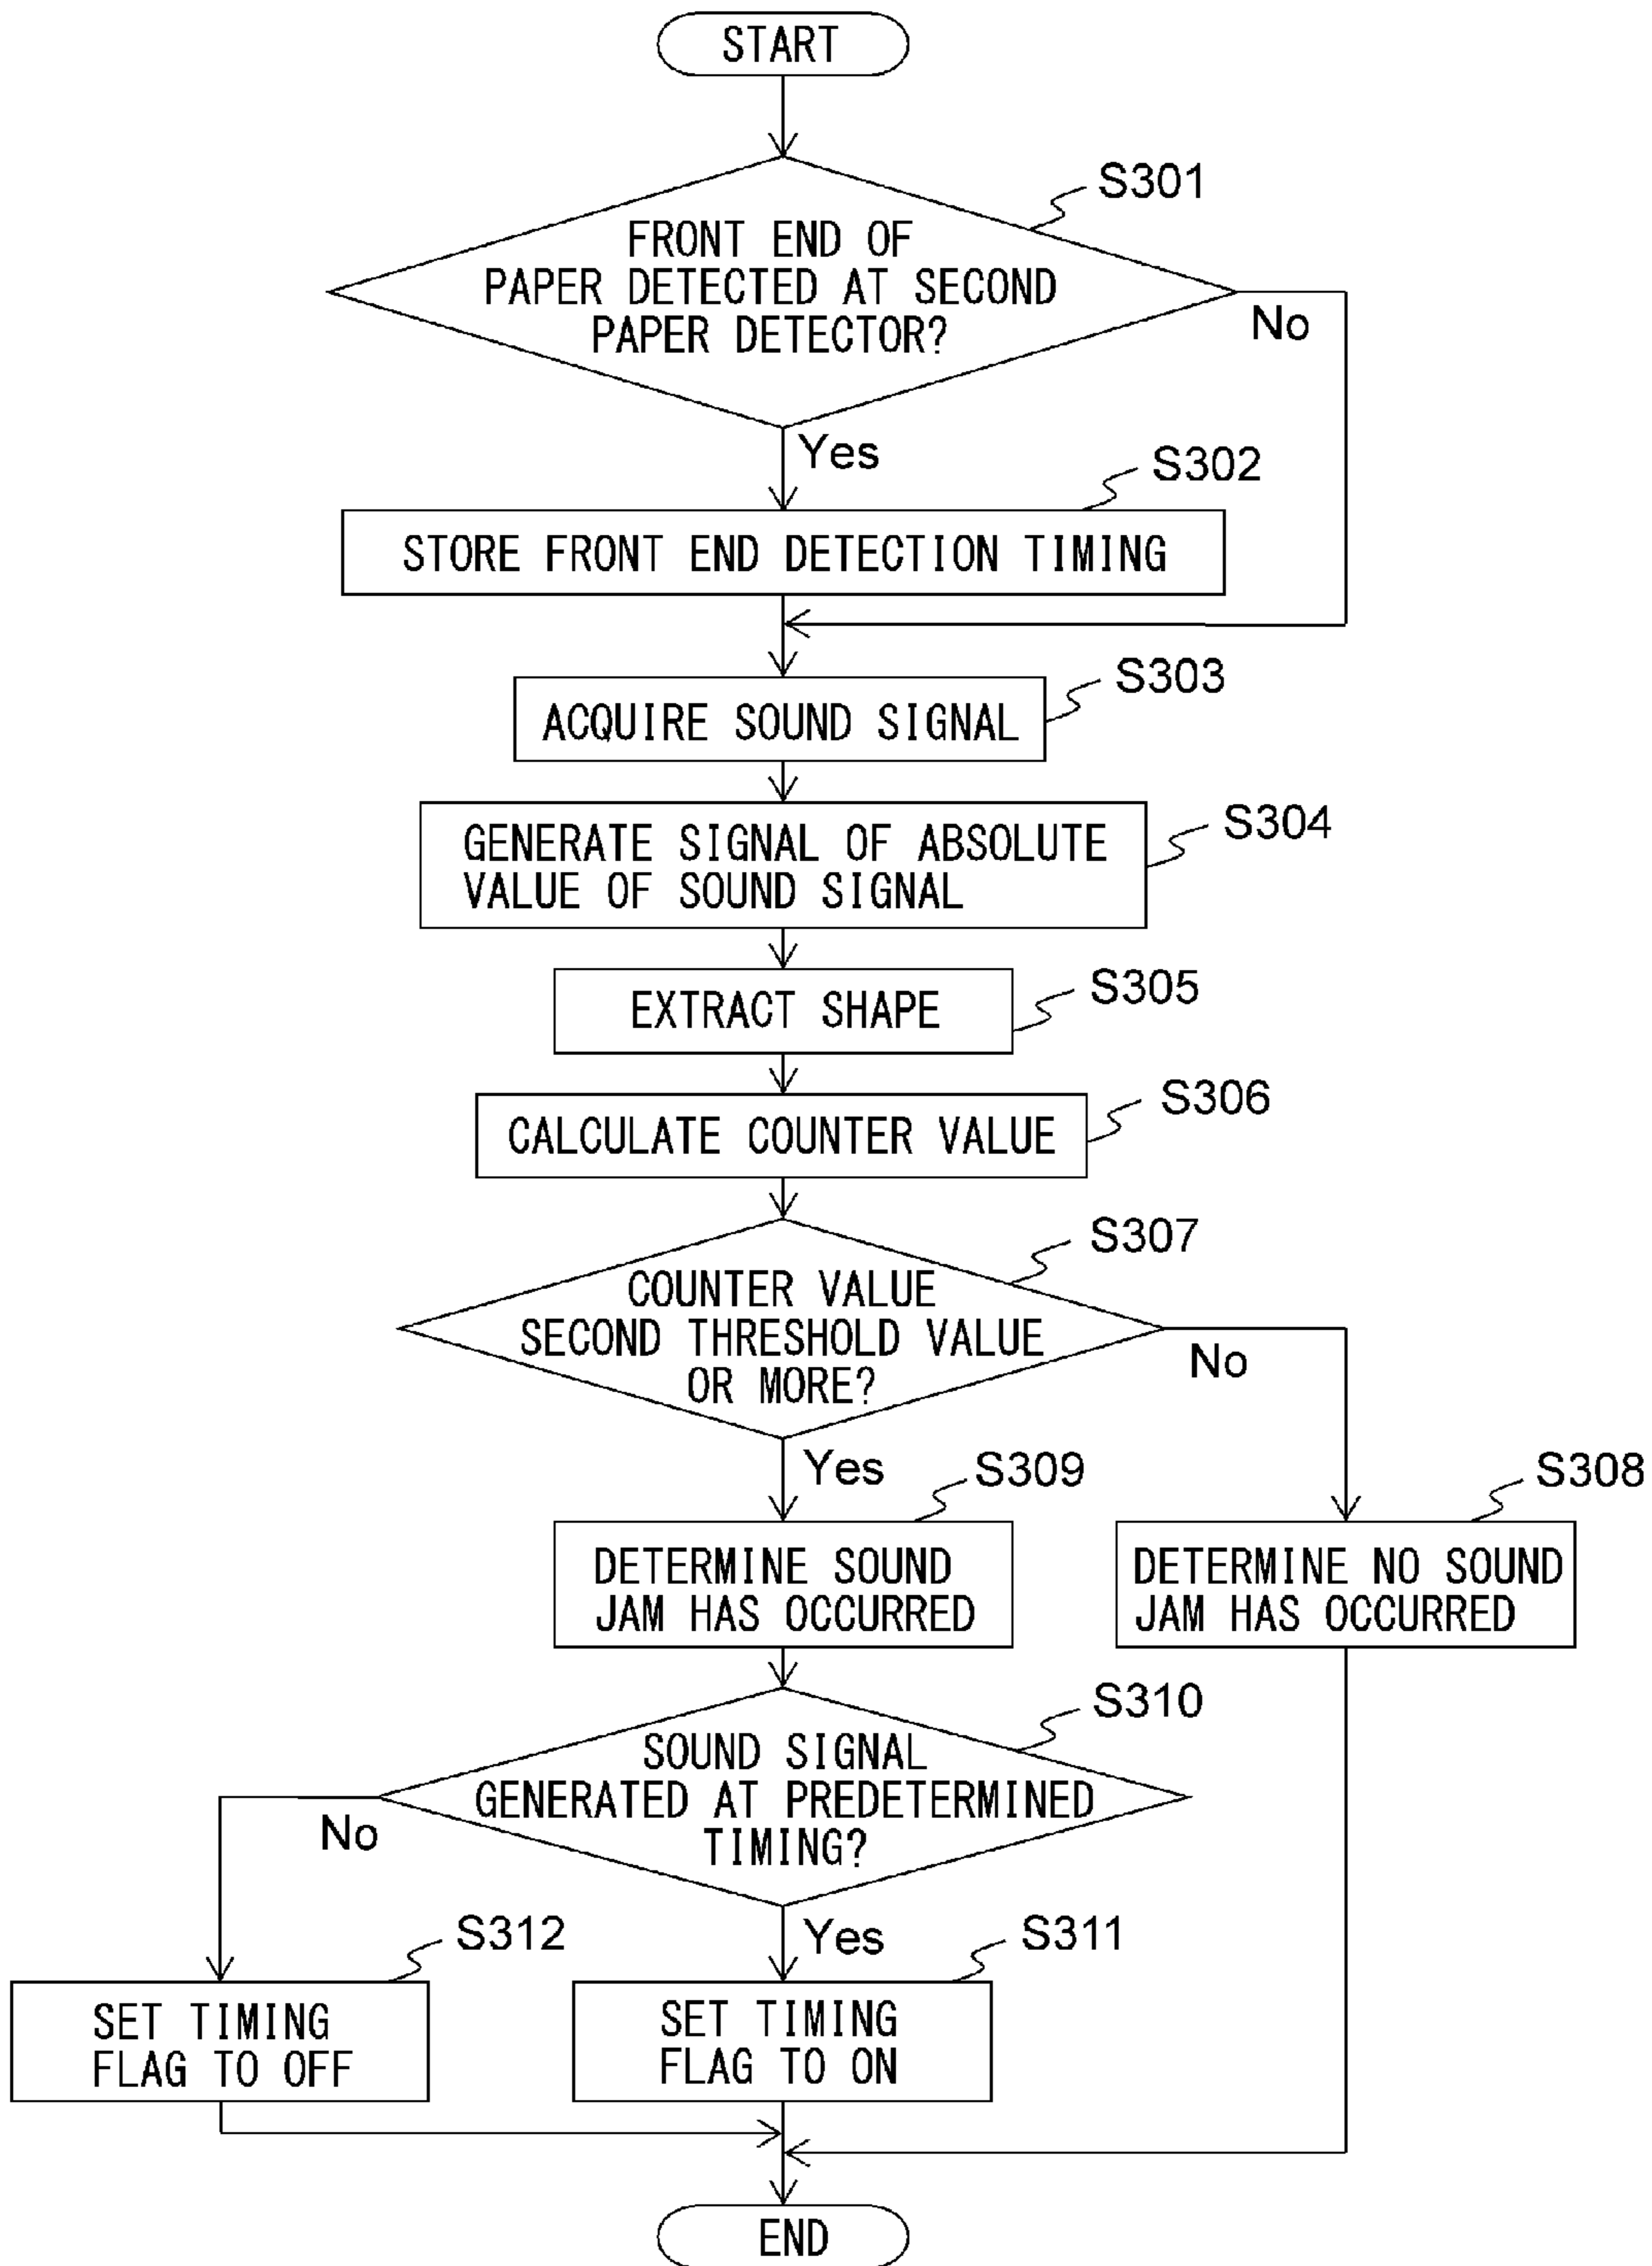 START
S301
FRONT END OF
PAPER DETECTED AT SECOND
PAPER DETECTOR?
No
Yes
S302
STORE FRONT END DETECTION TIMING
S303
ACQUIRE SOUND SIGNAL
S304
GENERATE SIGNAL OF ABSOLUTE
VALUE OF SOUND SIGNAL
S305
EXTRACT SHAPE
S306
CALCULATE COUNTER VALUE
S307
COUNTER VALUE
SECOND THRESHOLD VALUE
OR MORE?
No
Yes
S309
S308
DETERMINE SOUND
JAM HAS OCCURRED
DETERMINE NO SOUND
JAM HAS OCCURRED
S310
SOUND SIGNAL
GENERATED AT PREDETERMINED
TIMING?
No
Yes
S312
S311
SET TIMING
FLAG TO OFF
SET TIMING
FLAG TO ON
END